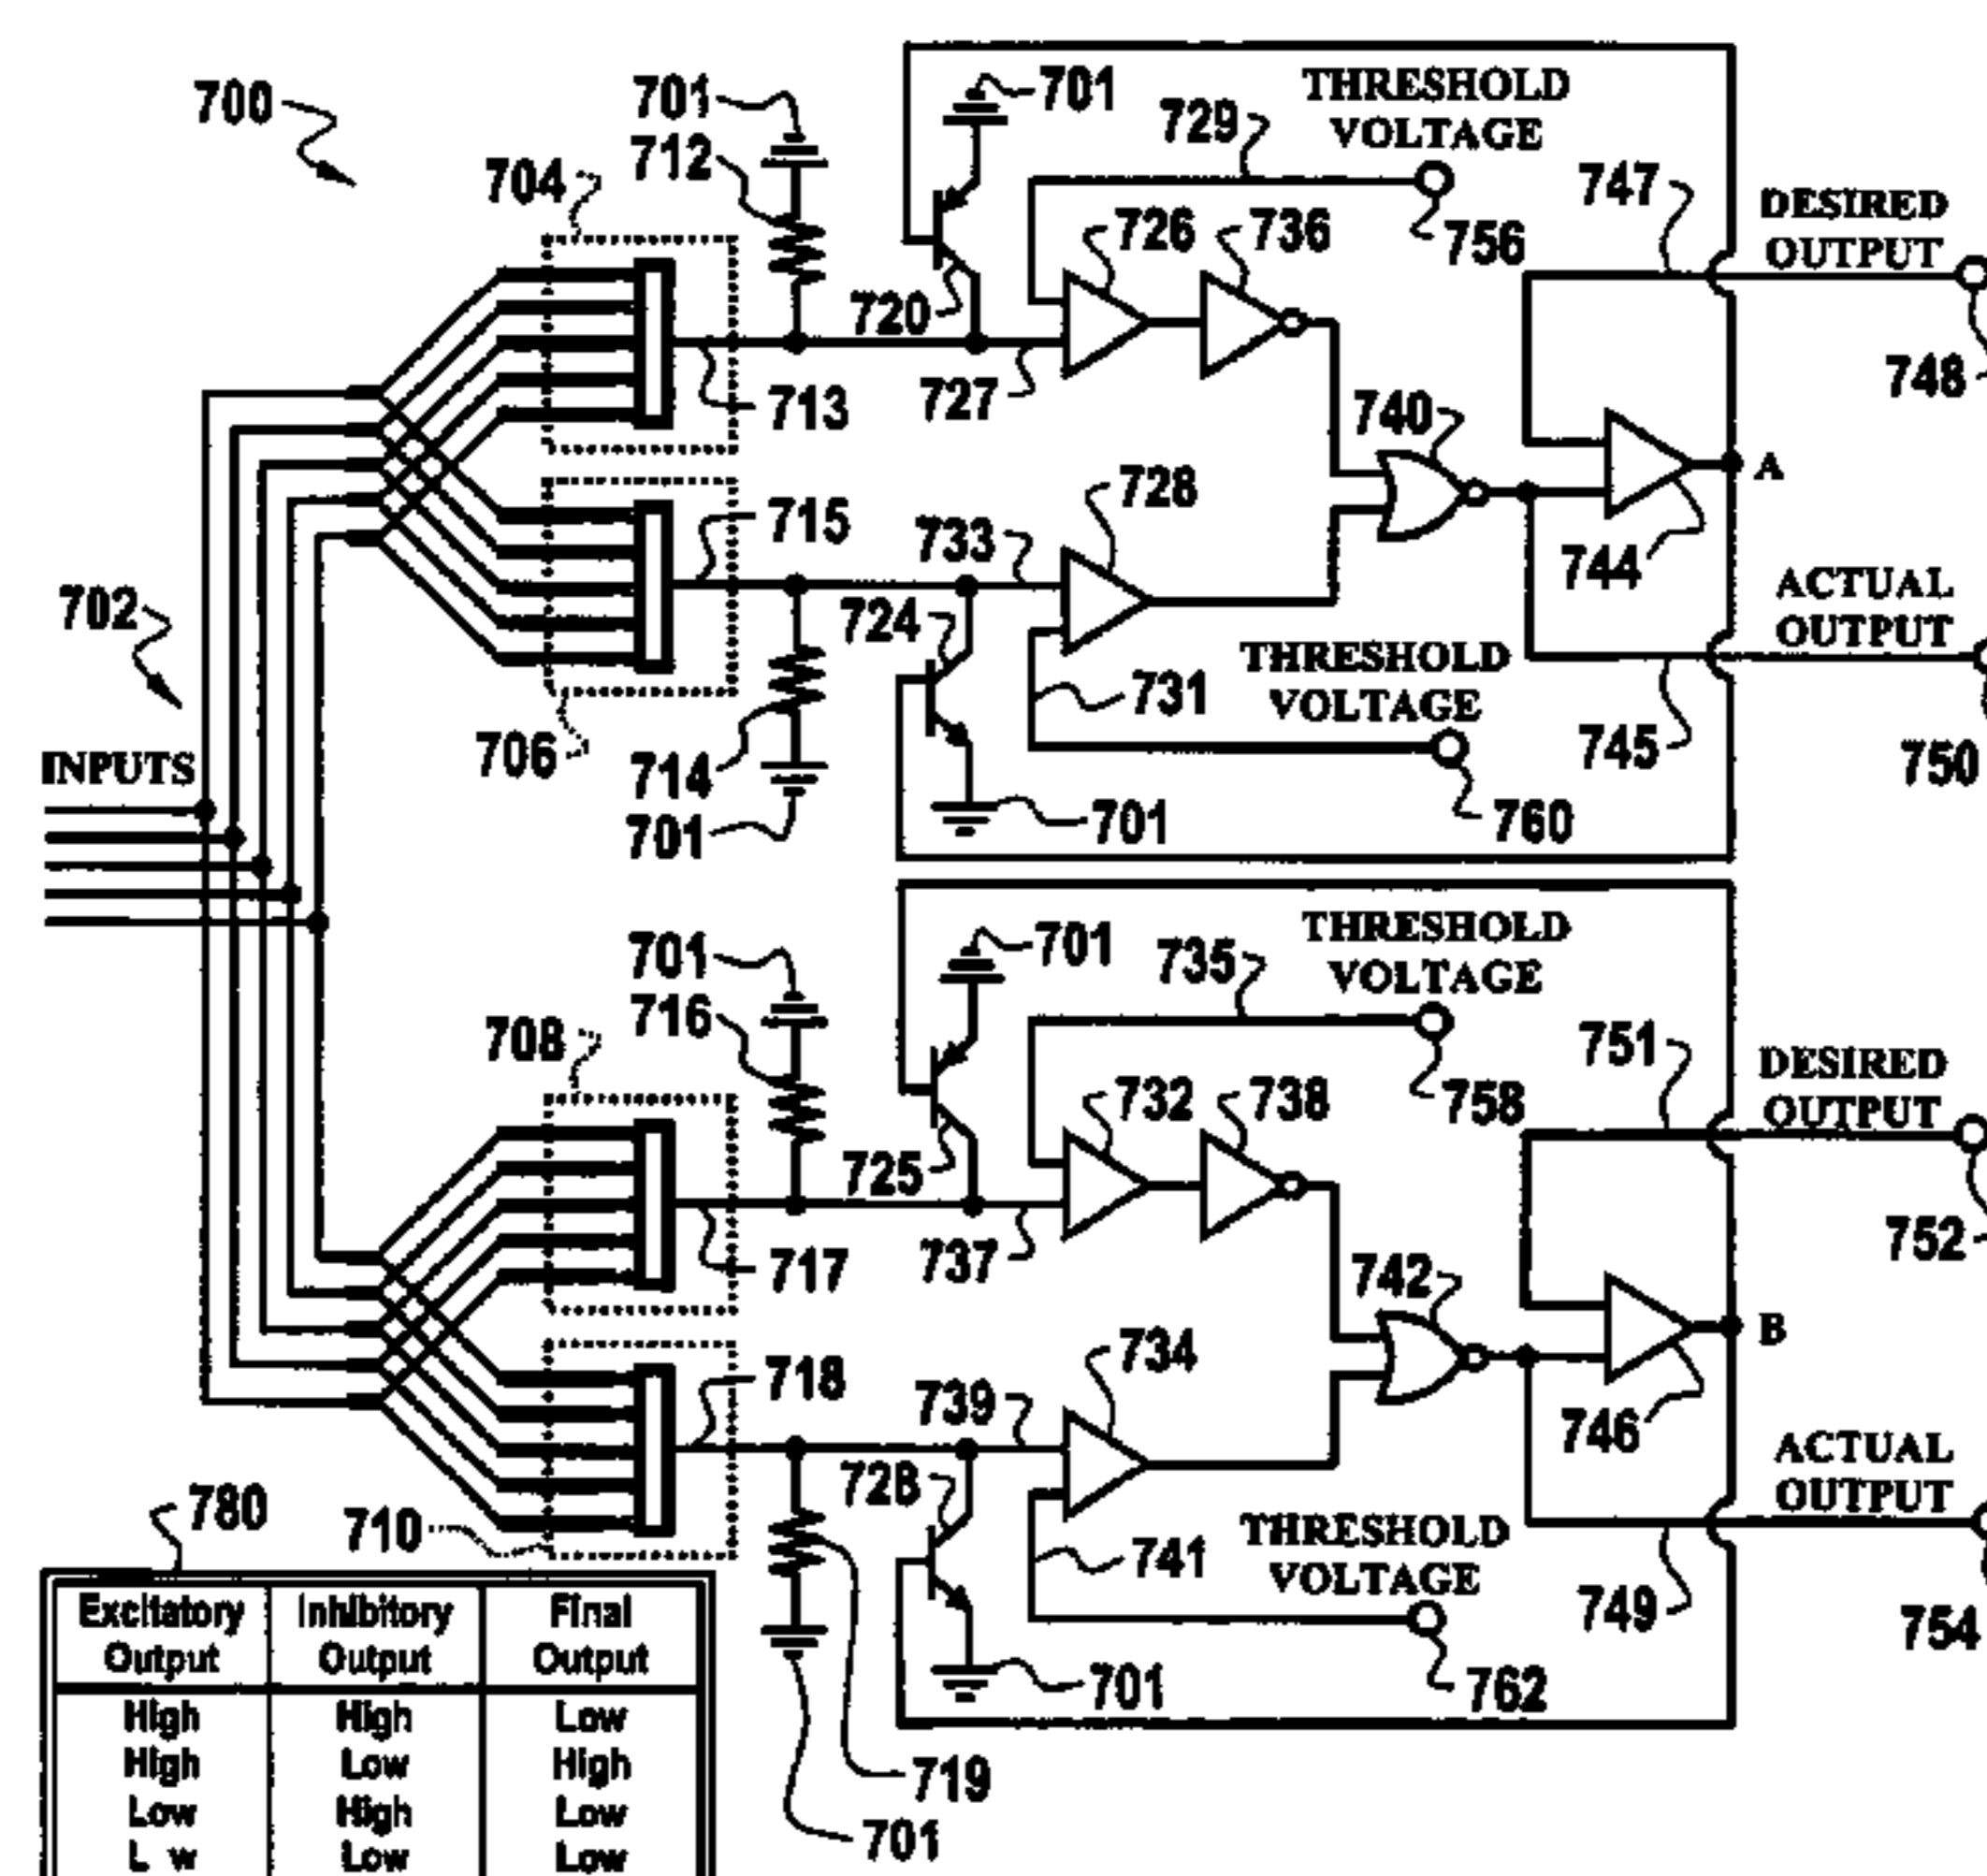 700
701
712
704
701
729
THRESHOLD
VOLTAGE
747
DESIRED
OUTPUT
726
736
756
720
748
713
727
740
A
728
715
733
744
ACTUAL
OUTPUT
702
724
THRESHOLD
VOLTAGE
731
745
750
INPUTS
706
714
701
701
760
701
716
708
701
735
THRESHOLD
VOLTAGE
751
DESIRED
OUTPUT
732
738
758
725
752
717
737
742
B
734
718
739
746
ACTUAL
OUTPUT
780
710
728
THRESHOLD
VOLTAGE
741
749
754
701
762
719
701
Excitatory Output Inhibitory Output Final Output
High High Low
High Low High
Low High Low
L w Low Low